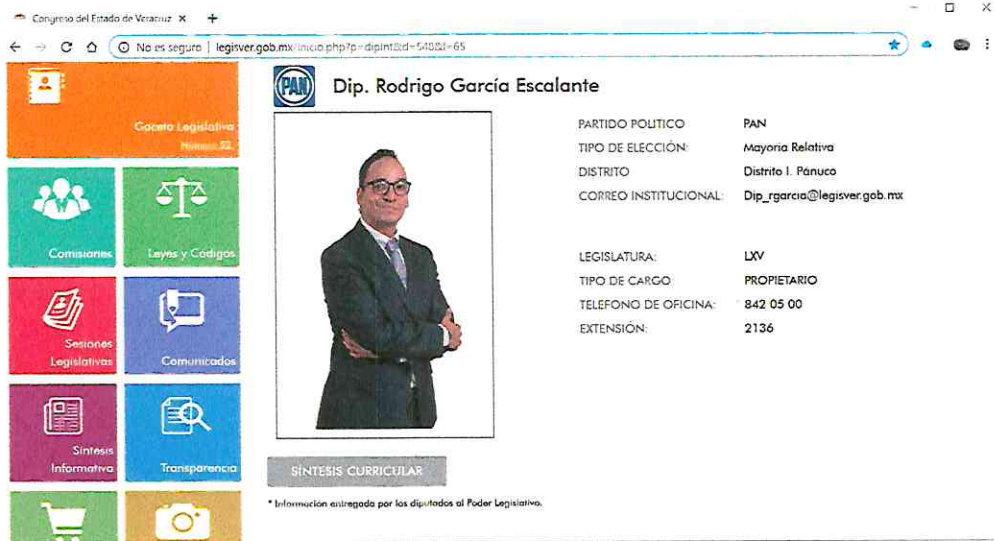 Congreso del Estado de Veracruz
No es seguro | legisver.gob.mx/inicio.php?p=dipint&id=548&l=65
Gaceta Legislativa
PAN
Dip. Rodrigo García Escalante
PARTIDO POLITICO PAN
TIPO DE ELECCIÓN: Mayoria Relativa
DISTRITO Distrito I. Pánuco
CORREO INSTITUCIONAL: Dip_rgarcia@legisver.gob.mx
LEGISLATURA: LXV
TIPO DE CARGO: PROPIETARIO
TELEFONO DE OFICINA: 842 05 00
EXTENSIÓN: 2136
Comisiones
Leyes y Códigos
Sesiones
Legislativas
Comunicados
Síntesis
Informativa
Transparencia
SÍNTESIS CURRICULAR
* Información entregada por los diputados al Poder Legislativo.